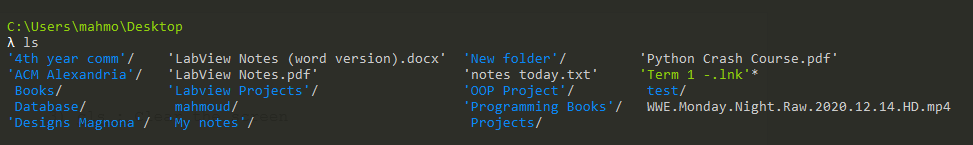 C:\Users\mahmo\Desktop
λ ls
'4th year comm'/ 'LabView Notes (word version).docx' 'New folder'/ 'Python Crash Course.pdf'
'ACM Alexandria'/ 'LabView Notes.pdf' 'notes today.txt' 'Term 1 -.lnk'*
Books/ 'Labview Projects'/ 'OOP Project'/ test/
Database/ mahmoud/ 'Programming Books'/ WWE.Monday.Night.Raw.2020.12.14.HD.mp4
'Designs Magnona'/ 'My notes'/ Projects/